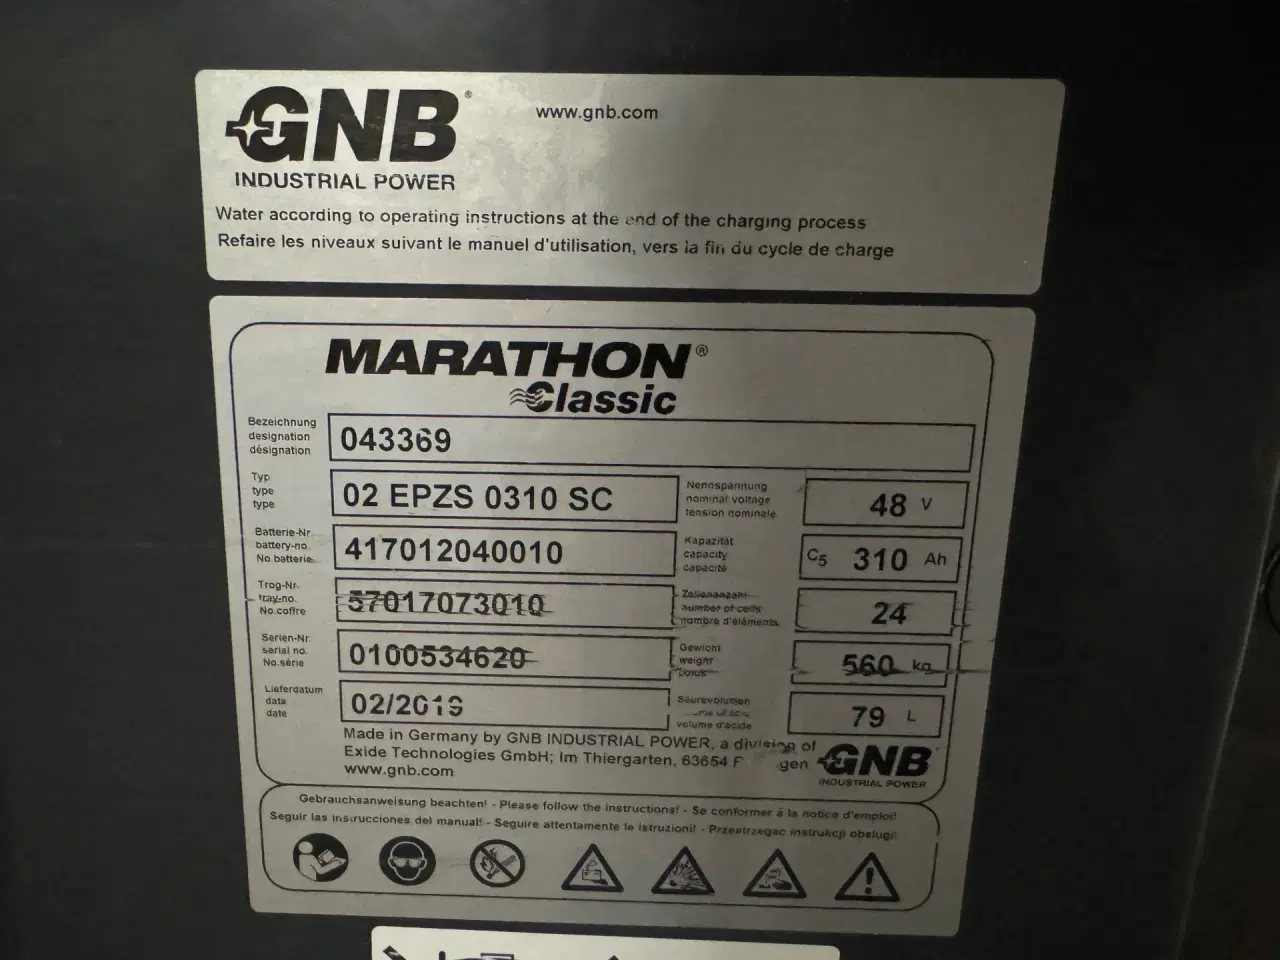 GNB®
www.gnb.com
INDUSTRIAL POWER
Water according to operating instructions at the end of the charging process
Refaire les niveaux suivant le manuel d'utilisation, vers la fin du cycle de charge
MARATHON®
Classic
Bezeichnung
designation
désignation
043369
Typ
type
type
02 EPZS 0310 SC
Nennspannung
nominal voltage
tension nominale
48 V
Batterie-Nr.
battery-no.
No.batterie
417012040010
Kapazität
capacity
capacité
C5 310 Ah
Trog-Nr.
tray-no.
No.coffre
57017073010
Zellenanzahl
number of cells
nombre d'éléments
24
Serien-Nr.
serial no.
No.série
0100534620
Gewicht
weight
poids
560 kg
Lieferdatum
date
date
02/2019
Säurevolumen
volume d'acide
79 L
Made in Germany by GNB INDUSTRIAL POWER, a division of
Exide Technologies GmbH; Im Thiergarten, 63654
www.gnb.com
GNB
INDUSTRIAL POWER
Gebrauchsanweisung beachten! - Please follow the instructions! - Se conformer à la notice d'emploi!
Seguir las instrucciones del manual! - Seguire attentamente le istruzioni! - Przestrzegac instrukcji obslugi!